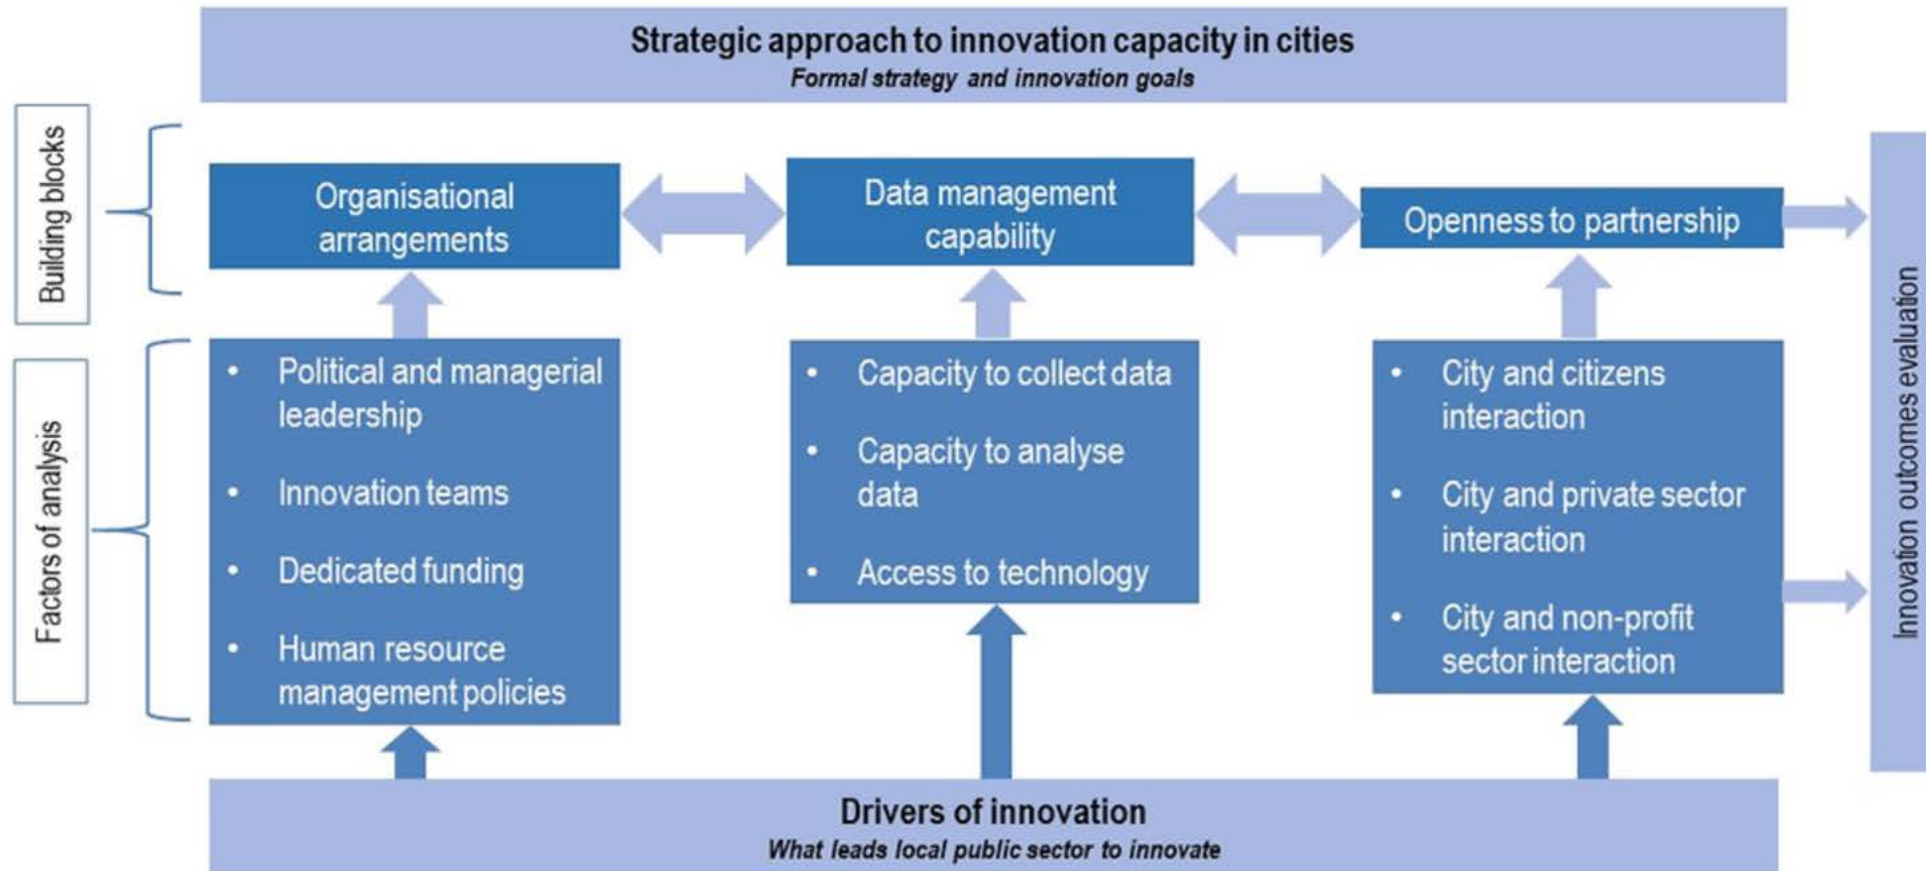 Strategic approach to innovation capacity in cities
Formal strategy and innovation goals
Building blocks
Organisational
arrangements
Data management
capability
Openness to partnership
Factors of analysis
• Political and managerial
leadership
• Innovation teams
• Dedicated funding
• Human resource
management policies
• Capacity to collect data
• Capacity to analyse
data
• Access to technology
• City and citizens
interaction
• City and private sector
interaction
• City and non-profit
sector interaction
Innovation outcomes evaluation
Drivers of innovation
What leads local public sector to innovate